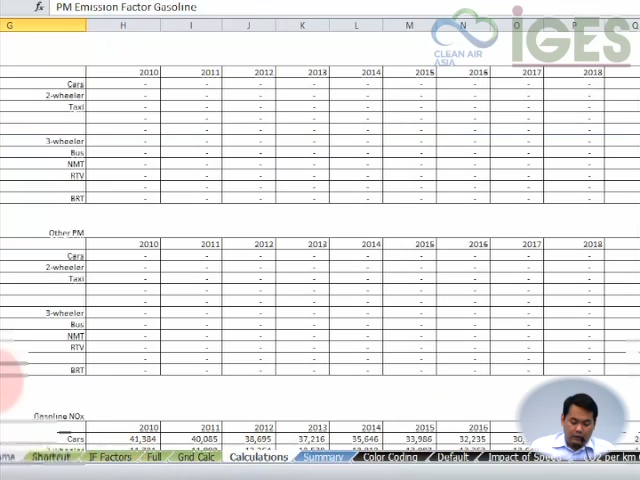 fx PM Emission Factor Gasoline
G H I J K L M N O P Q
CLEAN AIR
ASIA
IGES
2010 2011 2012 2013 2014 2015 2016 2017 2018
Cars - - - - - - - - -
2-wheeler - - - - - - - - -
Taxi - - - - - - - - -
- - - - - - - - -
- - - - - - - - -
3-wheeler - - - - - - - - -
Bus - - - - - - - - -
NMT - - - - - - - - -
RTV - - - - - - - - -
- - - - - - - - -
BRT - - - - - - - - -
Other PM
2010 2011 2012 2013 2014 2015 2016 2017 2018
Cars - - - - - - - - -
2-wheeler - - - - - - - - -
Taxi - - - - - - - - -
- - - - - - - - -
- - - - - - - - -
3-wheeler - - - - - - - - -
Bus - - - - - - - - -
NMT - - - - - - - - -
RTV - - - - - - - - -
- - - - - - - - -
BRT - - - - - - - - -
Gasoline NOx
2010 2011 2012 2013 2014 2015 2016
Cars 41,384 40,085 38,695 37,216 35,646 33,986 32,235
Shortcut IF Factors Full Grid Calc Calculations Summary Color Coding Default Impact of per km